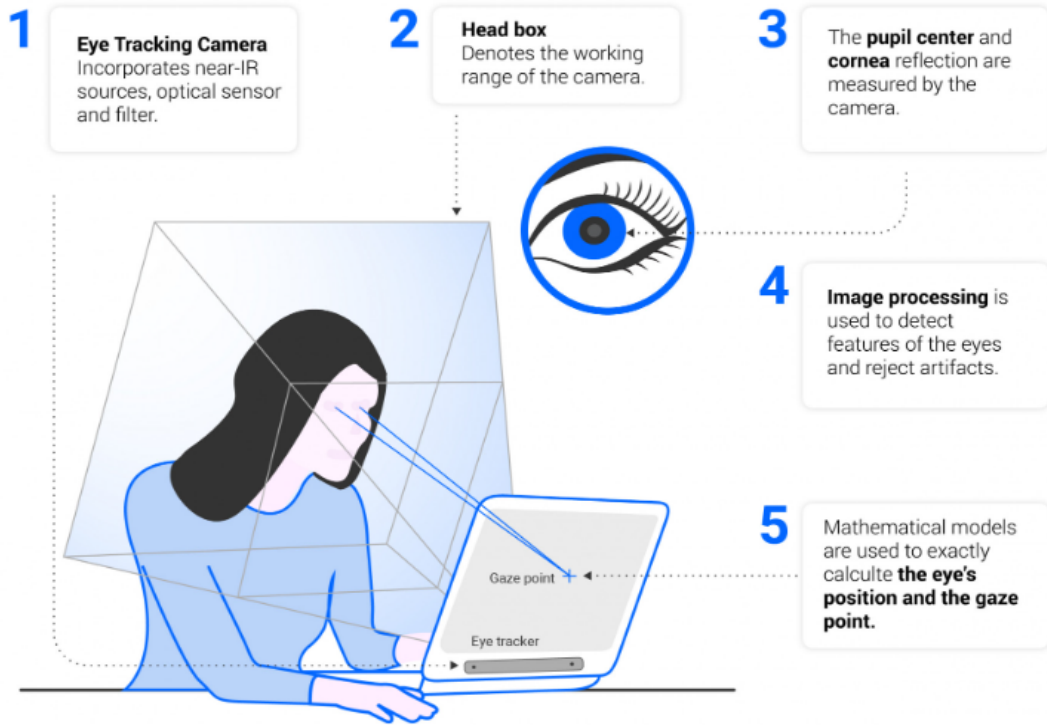 1
Eye Tracking Camera
Incorporates near-IR
sources, optical sensor
and filter.
2
Head box
Denotes the working
range of the camera.
3
The pupil center and
cornea reflection are
measured by the
camera.
4
Image processing is
used to detect
features of the eyes
and reject artifacts.
5
Mathematical models
are used to exactly
calculte the eye's
position and the gaze
point.
Gaze point
Eye tracker